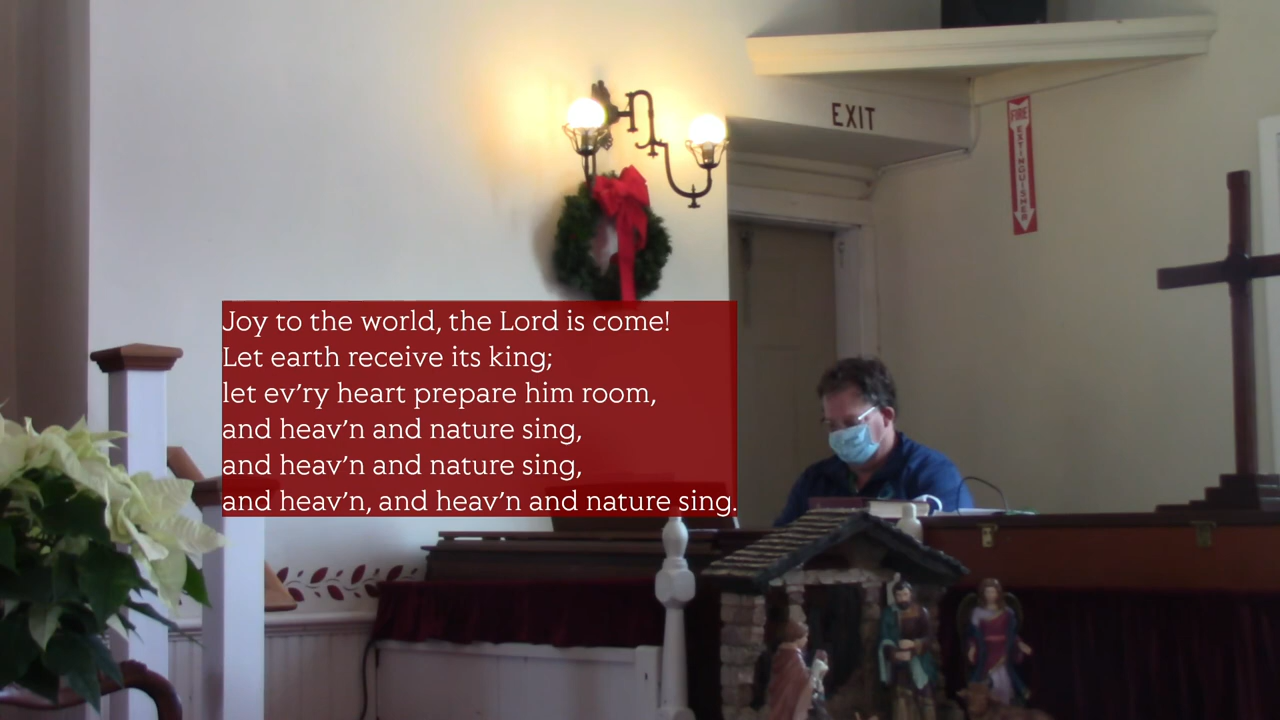 EXIT
FIRE
EXTINGUISHER
Joy to the world, the Lord is come!
Let earth receive its king;
let ev’ry heart prepare him room,
and heav’n and nature sing,
and heav’n and nature sing,
and heav’n, and heav’n and nature sing.